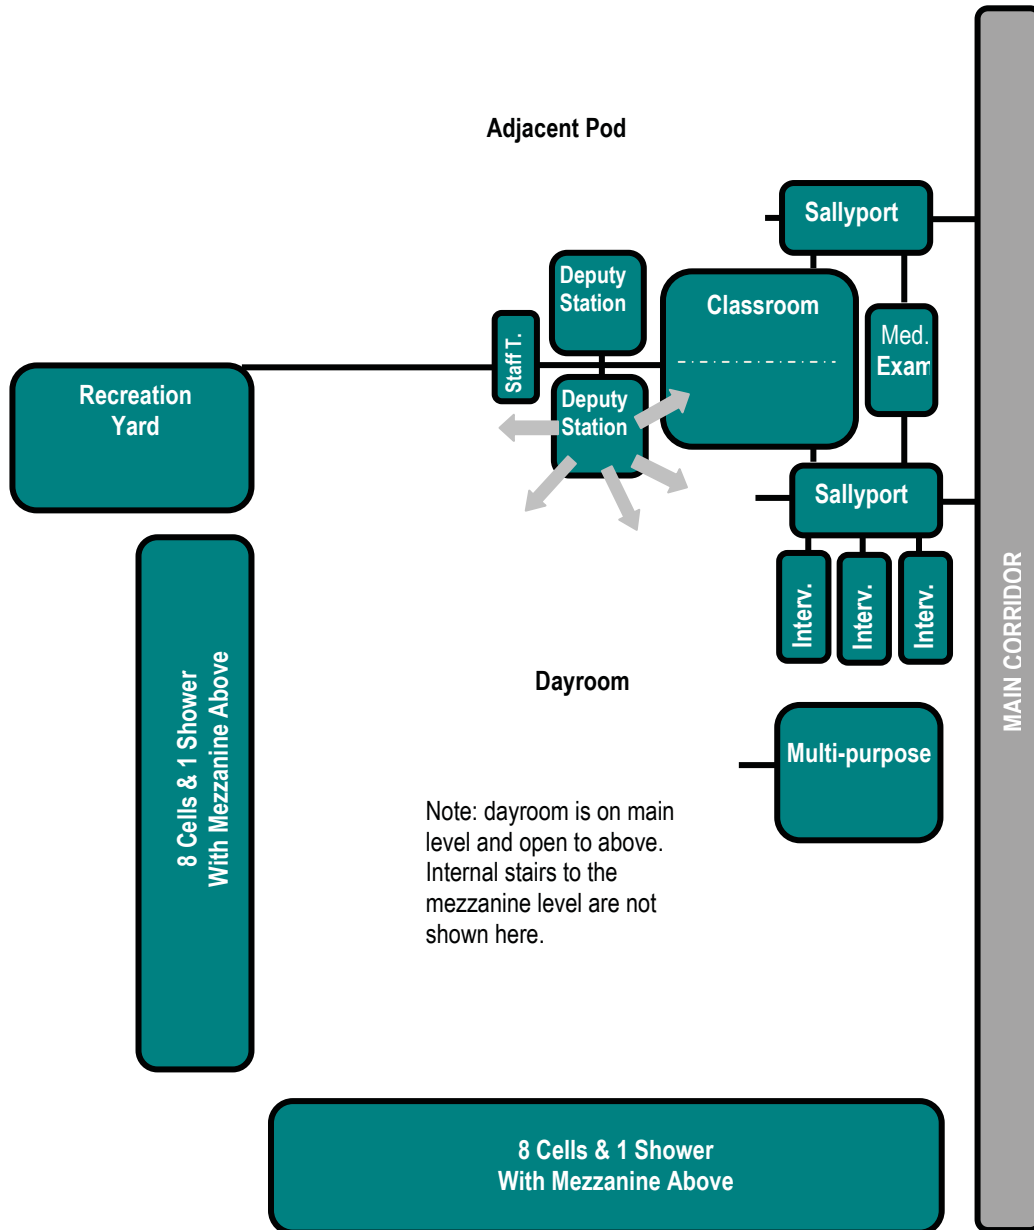 Adjacent Pod
Sallyport
Deputy
Station
Classroom
Staff T.
Med.
Exam
Recreation
Yard
Deputy
Station
Sallyport
Interv.
Interv.
Interv.
MAIN CORRIDOR
Dayroom
8 Cells & 1 Shower
With Mezzanine Above
Multi-purpose
Note: dayroom is on main
level and open to above.
Internal stairs to the
mezzanine level are not
shown here.
8 Cells & 1 Shower
With Mezzanine Above